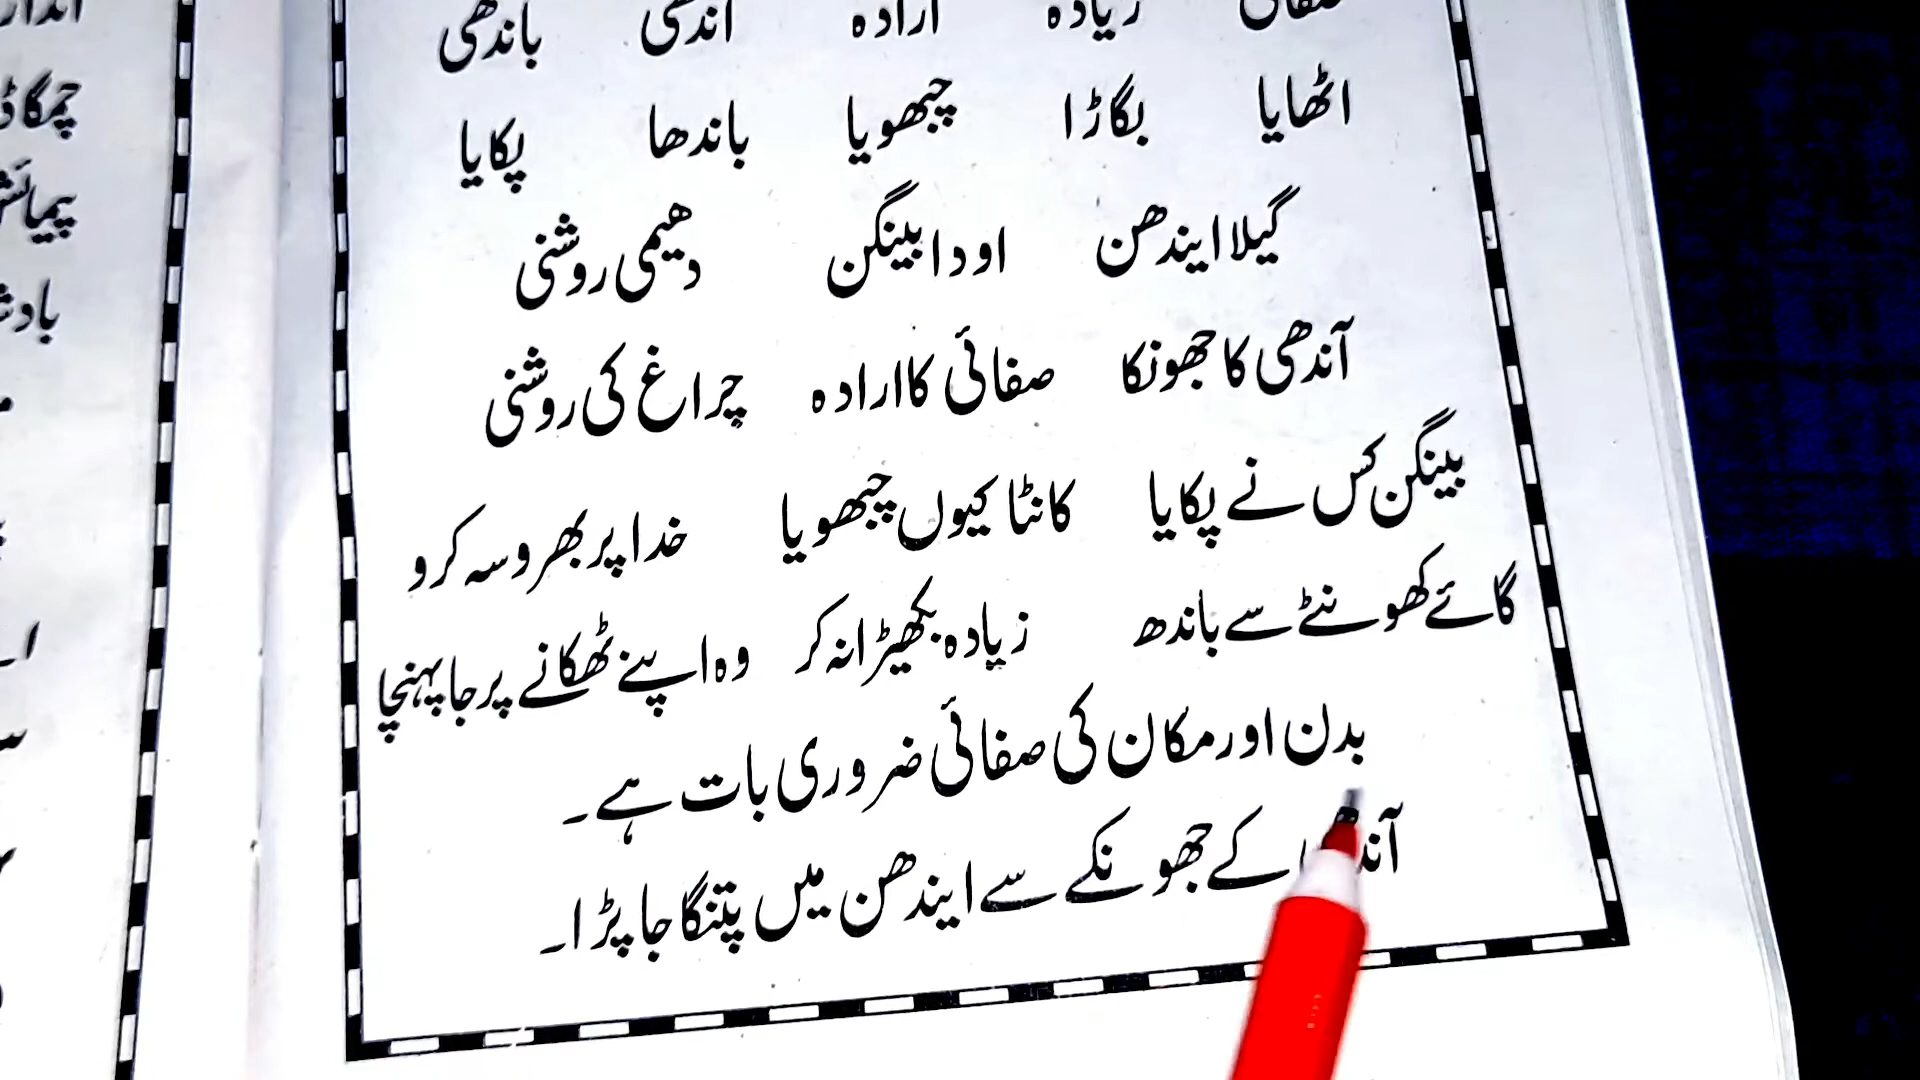 صفائی زیادہ ارادہ اندھی باندھی
اٹھایا بگاڑا چبھویا باندھا پکایا
گیلا ایندھن اودا بینگن دھیمی روشنی
آندھی کا جھونکا صفائی کا ارادہ چراغ کی روشنی
بینگن کس نے پکایا کانٹا کیوں چبھویا خدا پر بھروسہ کرو
گائے کھونٹے سے باندھ زیادہ بکھیڑا نہ کر وہ اپنے ٹھکانے پر جا پہنچا
بدن اور مکان کی صفائی ضروری بات ہے۔
کے جھونکے سے ایندھن میں پتنگا جا پڑا۔